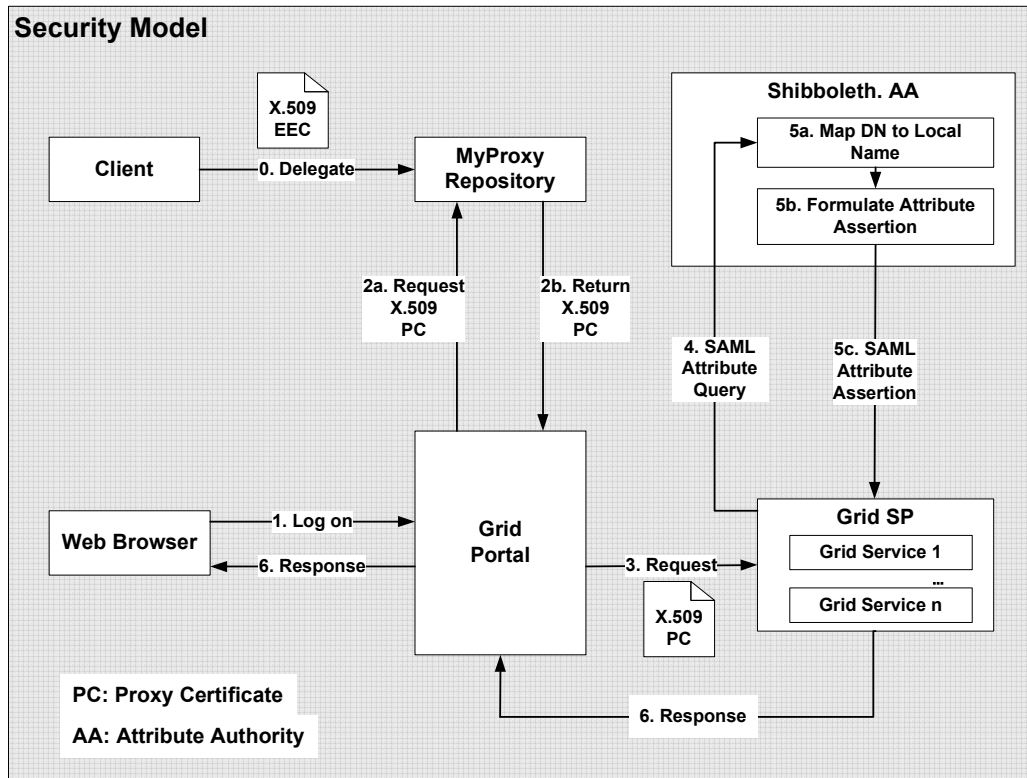 Security Model
X.509
EEC
Client
0. Delegate
MyProxy
Repository
Shibboleth. AA
5a. Map DN to Local
Name
5b. Formulate Attribute
Assertion
2a. Request
X.509
PC
2b. Return
X.509
PC
4. SAML
Attribute
Query
5c. SAML
Attribute
Assertion
Web Browser
1. Log on
6. Response
Grid
Portal
3. Request
X.509
PC
Grid SP
Grid Service 1
...
Grid Service n
6. Response
PC: Proxy Certificate
AA: Attribute Authority